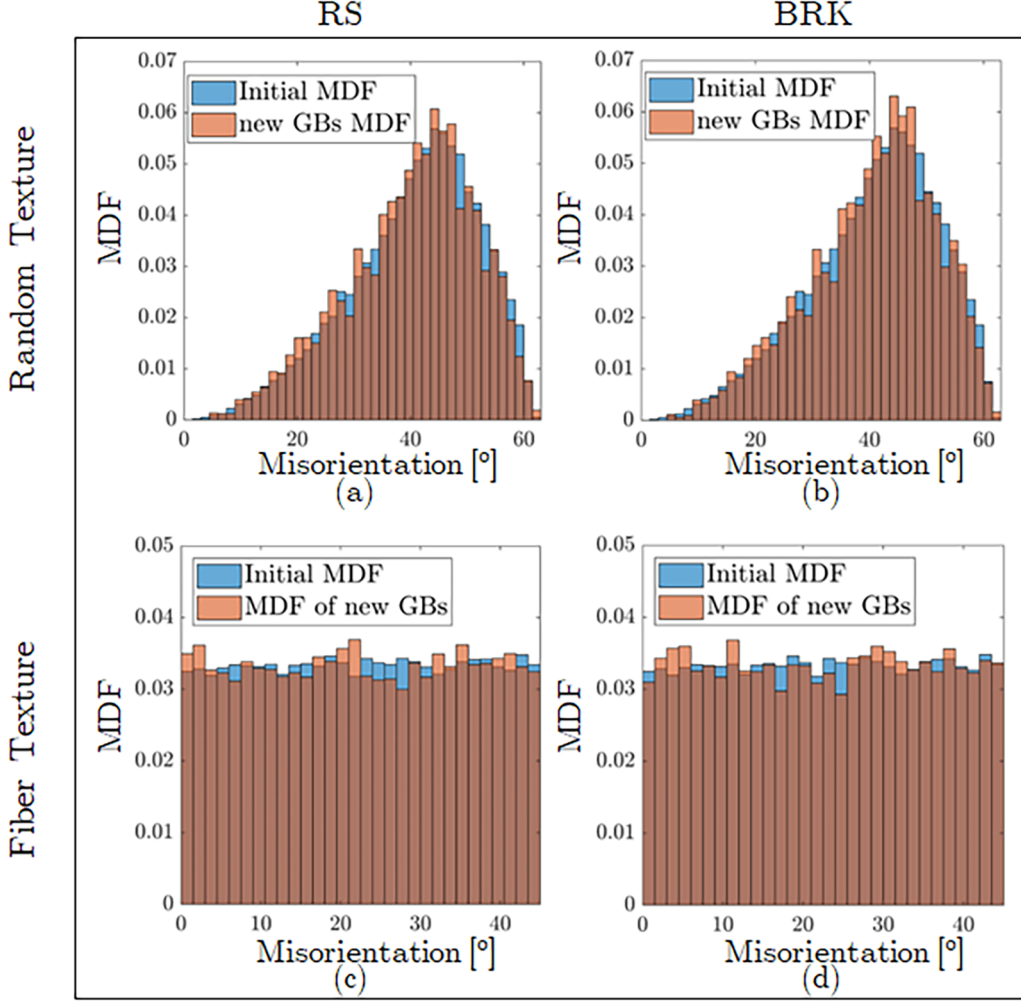 RS
BRK
Random Texture
0.07
0.06
0.05
0.04
0.03
0.02
0.01
0
MDF
Initial MDF
new GBs MDF
0 20 40 60
Misorientation [°]
(a)
0.07
0.06
0.05
0.04
0.03
0.02
0.01
0
MDF
Initial MDF
new GBs MDF
0 20 40 60
Misorientation [°]
(b)
Fiber Texture
0.05
0.04
0.03
0.02
0.01
0
MDF
Initial MDF
MDF of new GBs
0 10 20 30 40
Misorientation [°]
(c)
0.05
0.04
0.03
0.02
0.01
0
MDF
Initial MDF
MDF of new GBs
0 10 20 30 40
Misorientation [°]
(d)